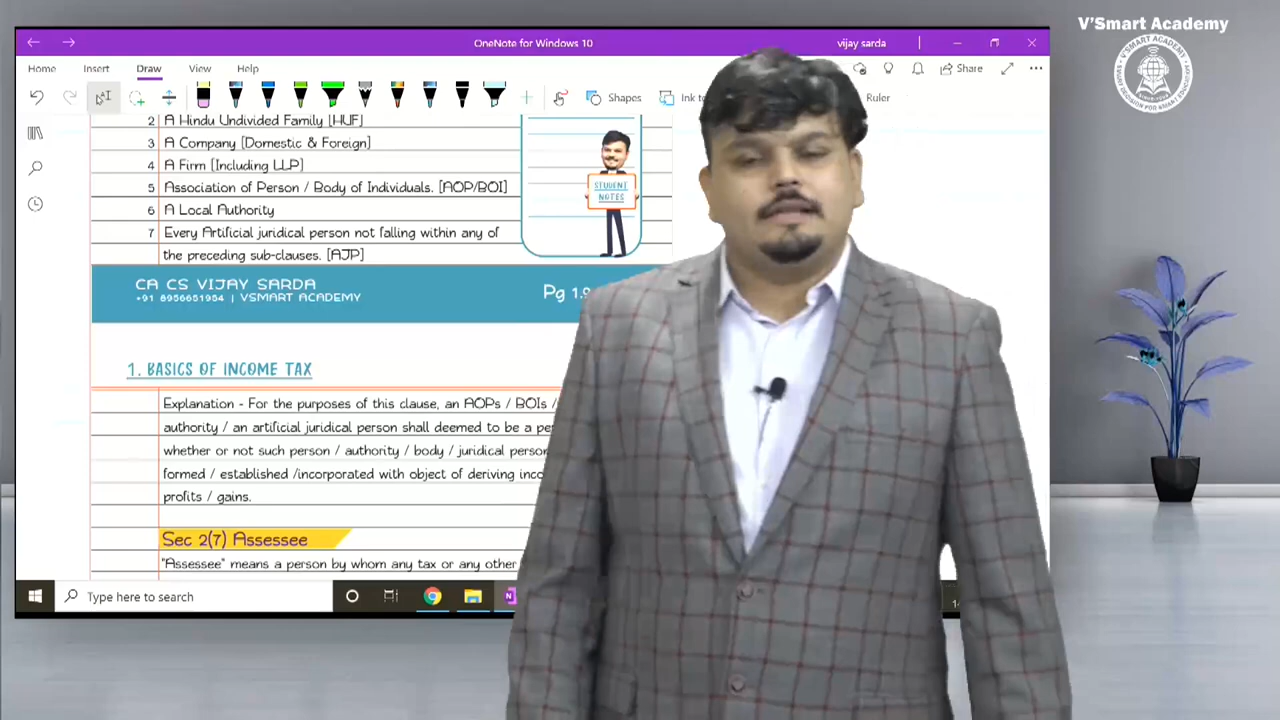 V'Smart Academy
OneNote for Windows 10
vijay sarda
Home Insert Draw View Help
Share
Shapes
Ink to
Ruler
2 A Hindu Undivided Family [HUF]
3 A Company [Domestic & Foreign]
4 A Firm [Including LLP]
5 Association of Person / Body of Individuals. [AOP/BOI]
6 A Local Authority
7 Every Artificial juridical person not falling within any of
the preceding sub-clauses. [AJP]
STUDENT
NOTES
CA CS VIJAY SARDA
+91 8956651954 | VSMART ACADEMY
Pg 1.9
1. BASICS OF INCOME TAX
Explanation - For the purposes of this clause, an AOPs / BOIs /
authority / an artificial juridical person shall deemed to be a
whether or not such person / authority / body / juridical person
formed / established /incorporated with object of deriving
profits / gains.
Sec 2(7) Assessee
"Assessee" means a person by whom any tax or any other
Type here to search